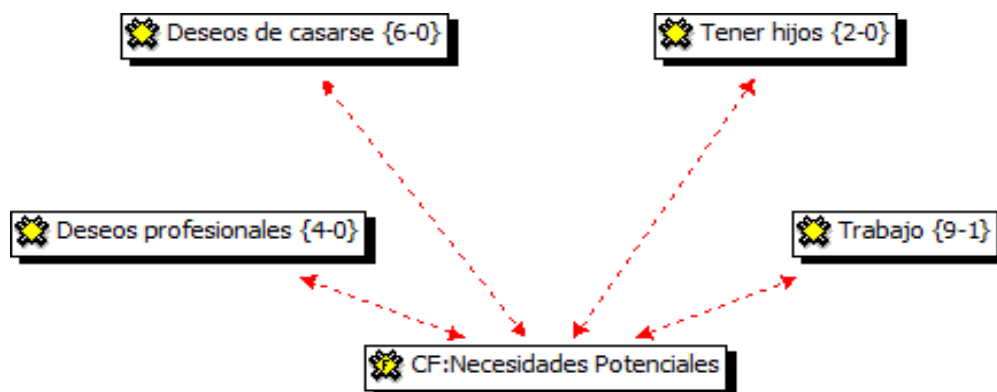 Deseos de casarse {6-0}
Tener hijos {2-0}
Deseos profesionales {4-0}
Trabajo {9-1}
CF:Necesidades Potenciales